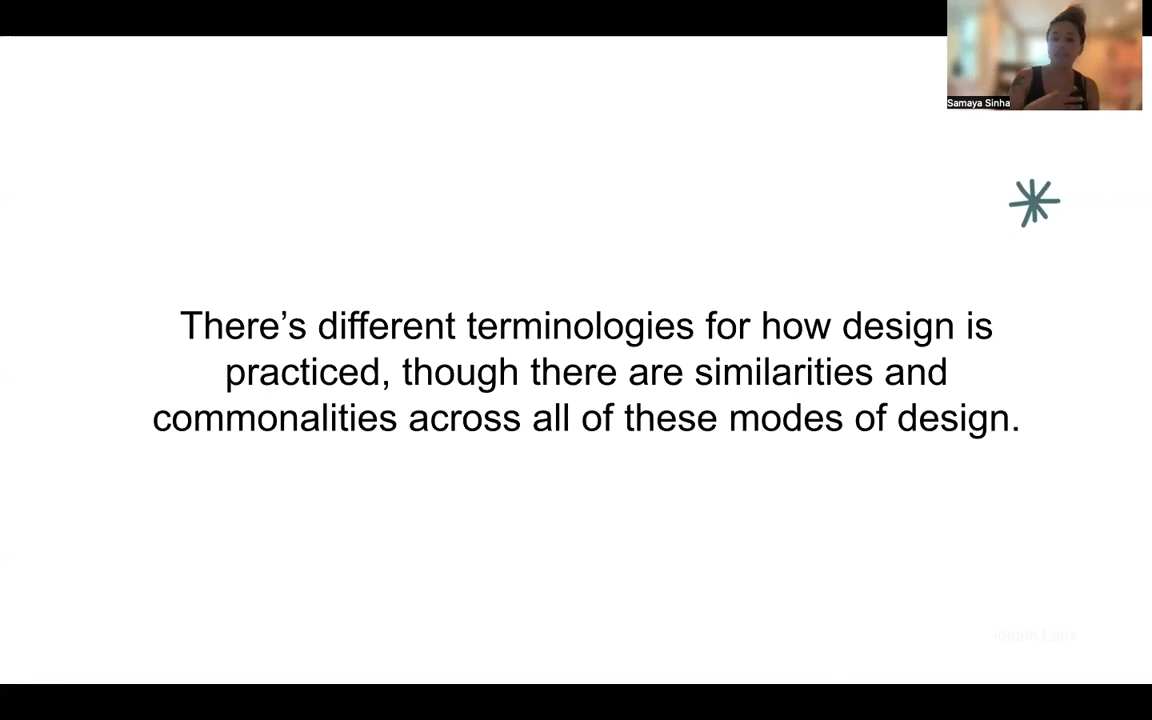 Samaya Sinha
There’s different terminologies for how design is
practiced, though there are similarities and
commonalities across all of these modes of design.